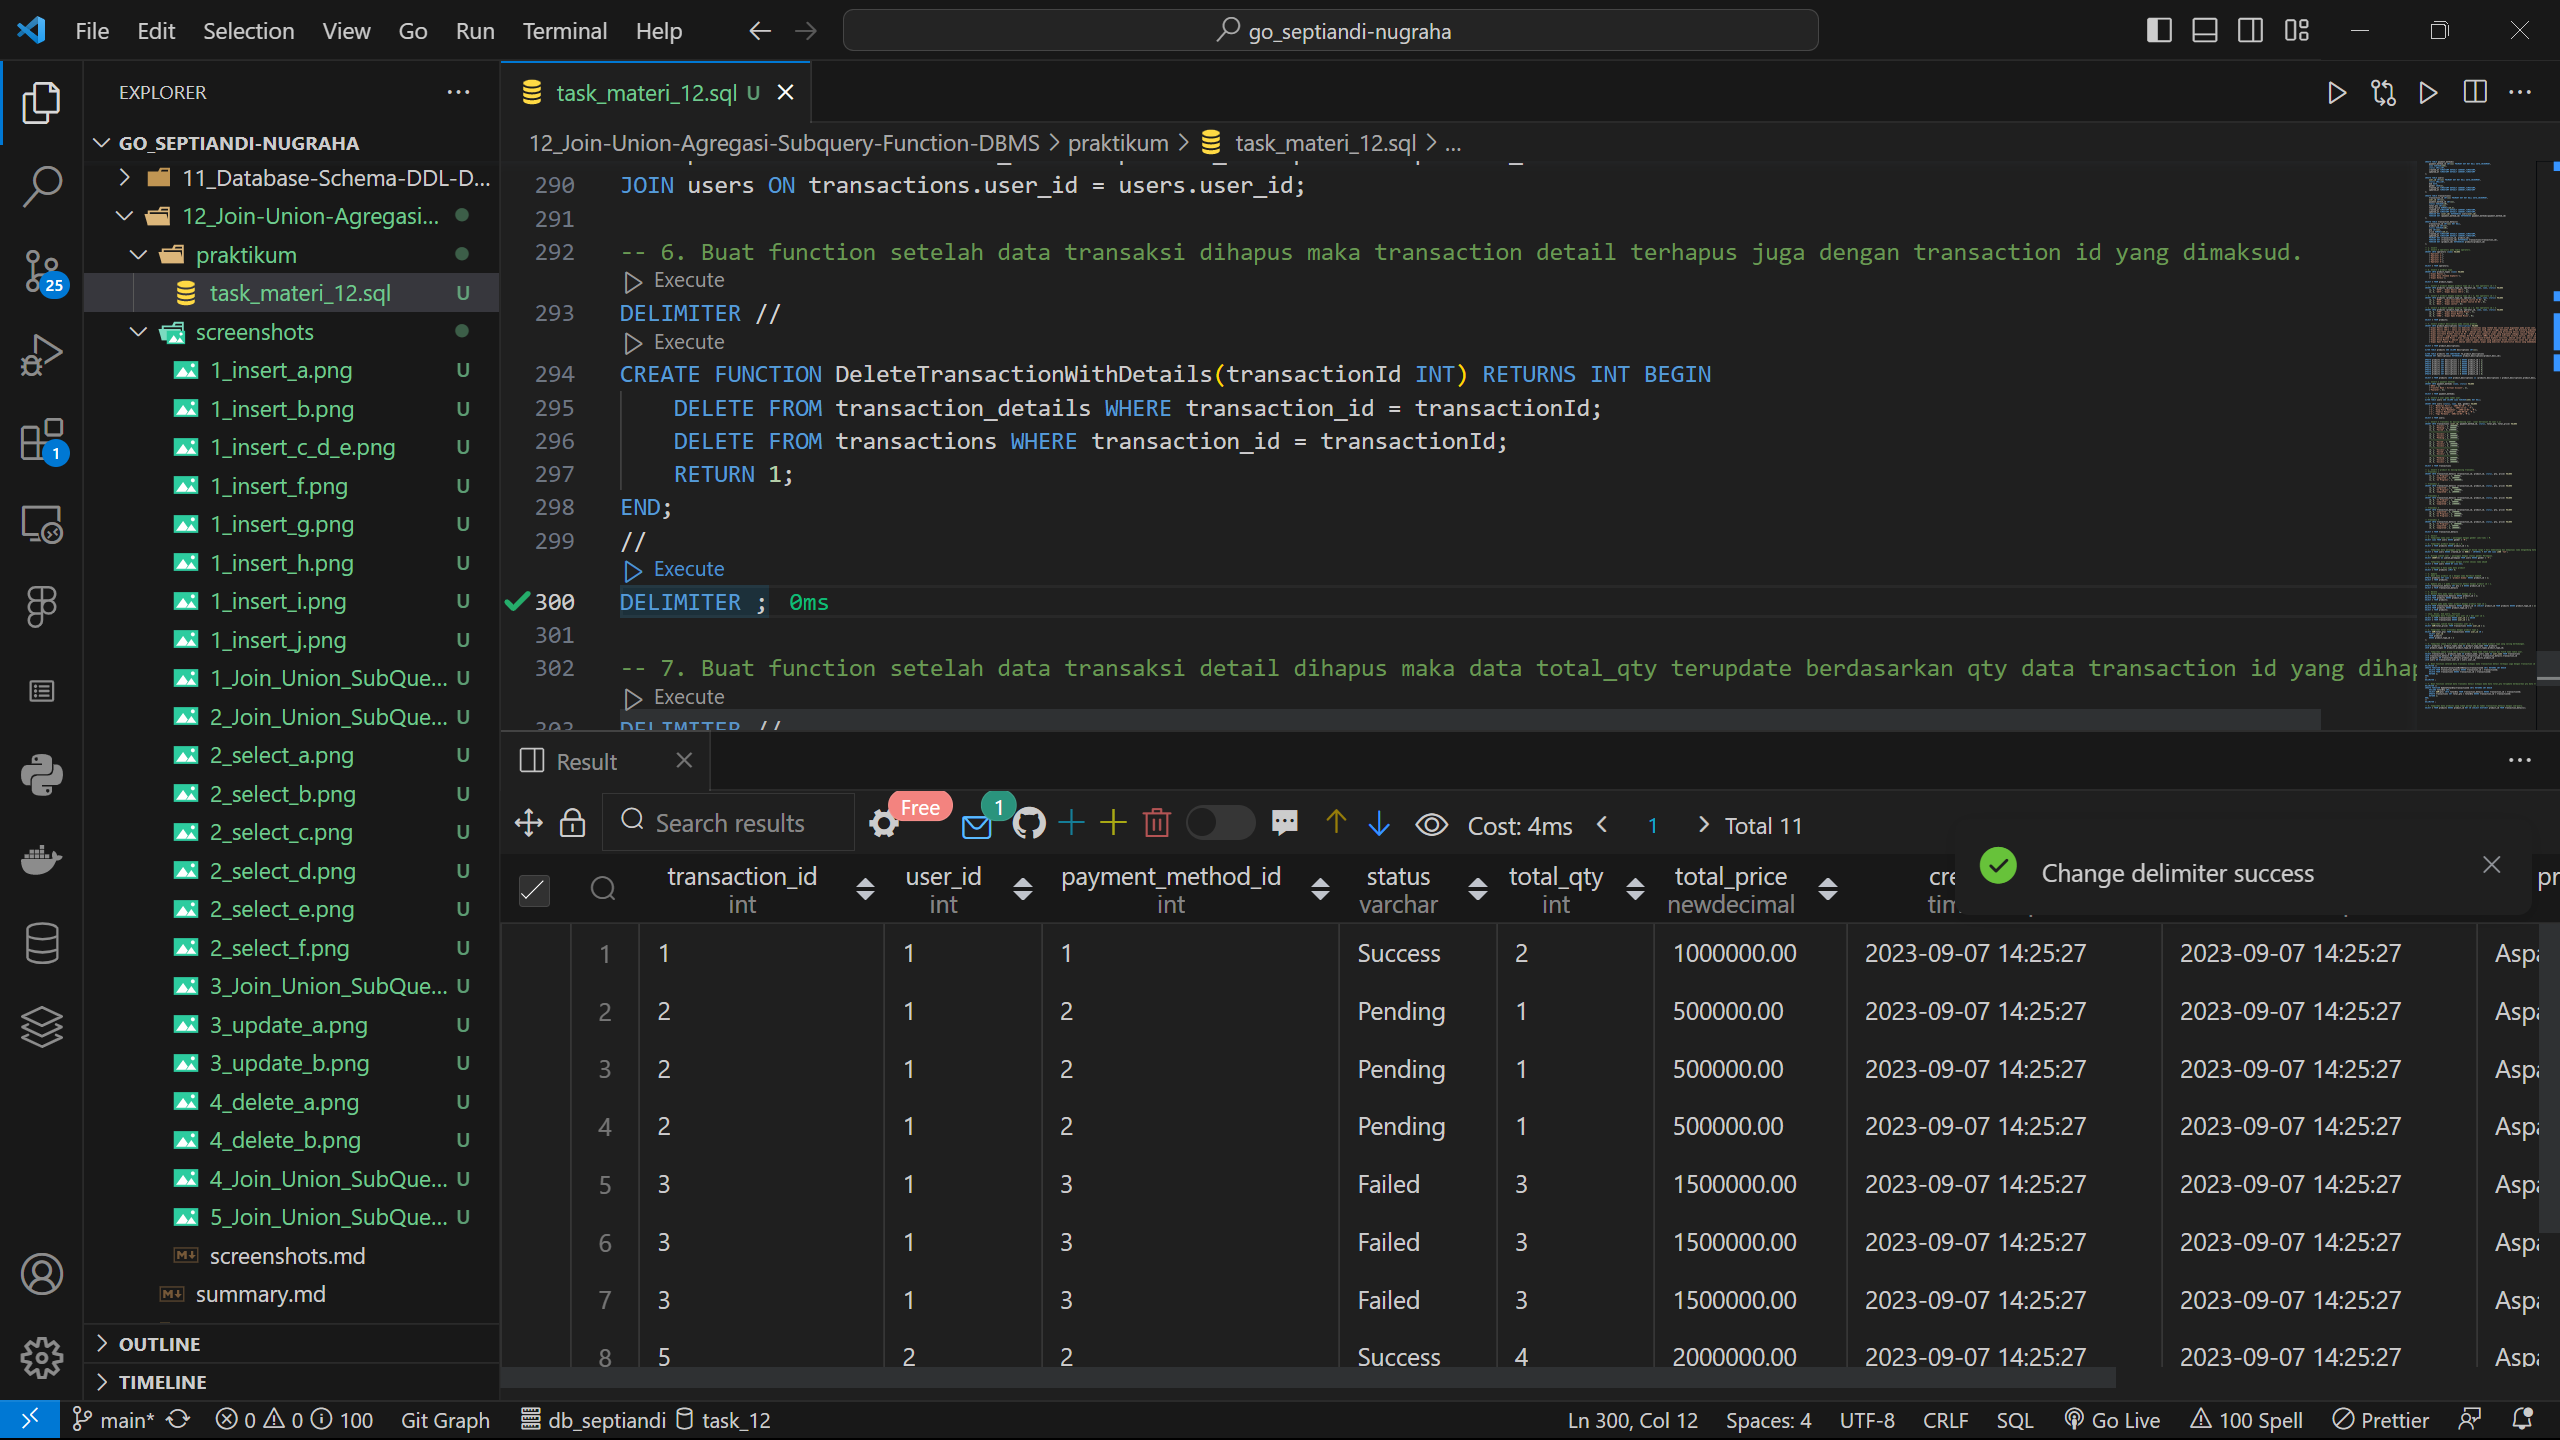 File Edit Selection View Go Run Terminal Help
go_septiandi-nugraha
EXPLORER
GO_SEPTIANDI-NUGRAHA
11_Database-Schema-DDL-D...
12_Join-Union-Agregasi...
praktikum
task_materi_12.sql U
screenshots
1_insert_a.png U
1_insert_b.png U
1_insert_c_d_e.png U
1_insert_f.png U
1_insert_g.png U
1_insert_h.png U
1_insert_i.png U
1_insert_j.png U
1_Join_Union_SubQue... U
2_Join_Union_SubQue... U
2_select_a.png U
2_select_b.png U
2_select_c.png U
2_select_d.png U
2_select_e.png U
2_select_f.png U
3_Join_Union_SubQue... U
3_update_a.png U
3_update_b.png U
4_delete_a.png U
4_delete_b.png U
4_Join_Union_SubQue... U
5_Join_Union_SubQue... U
screenshots.md
summary.md
OUTLINE
TIMELINE
25
1
task_materi_12.sql U
12_Join-Union-Agregasi-Subquery-Function-DBMS > praktikum > task_materi_12.sql > ...
290 JOIN users ON transactions.user_id = users.user_id;
291
292 -- 6. Buat function setelah data transaksi dihapus maka transaction detail terhapus juga dengan transaction id yang dimaksud.
Execute
293 DELIMITER //
Execute
294 CREATE FUNCTION DeleteTransactionWithDetails(transactionId INT) RETURNS INT BEGIN
295 DELETE FROM transaction_details WHERE transaction_id = transactionId;
296 DELETE FROM transactions WHERE transaction_id = transactionId;
297 RETURN 1;
298 END;
299 //
Execute
300 DELIMITER ; 0ms
301
302 -- 7. Buat function setelah data transaksi detail dihapus maka data total_qty terupdate berdasarkan qty data transaction id yang dihap
Execute
303 DELIMITER //
Result
Search results Free 1 Cost: 4ms 1 Total 11
Change delimiter success
transaction_id user_id payment_method_id status total_qty total_price cre pr
int int int varchar int newdecimal tim
1 1 1 1 Success 2 1000000.00 2023-09-07 14:25:27 2023-09-07 14:25:27 Aspa
2 2 1 2 Pending 1 500000.00 2023-09-07 14:25:27 2023-09-07 14:25:27 Aspa
3 2 1 2 Pending 1 500000.00 2023-09-07 14:25:27 2023-09-07 14:25:27 Aspa
4 2 1 2 Pending 1 500000.00 2023-09-07 14:25:27 2023-09-07 14:25:27 Aspa
5 3 1 3 Failed 3 1500000.00 2023-09-07 14:25:27 2023-09-07 14:25:27 Aspa
6 3 1 3 Failed 3 1500000.00 2023-09-07 14:25:27 2023-09-07 14:25:27 Aspa
7 3 1 3 Failed 3 1500000.00 2023-09-07 14:25:27 2023-09-07 14:25:27 Aspa
8 5 2 2 Success 4 2000000.00 2023-09-07 14:25:27 2023-09-07 14:25:27 Aspa
main* 0 0 100 Git Graph db_septiandi task_12 Ln 300, Col 12 Spaces: 4 UTF-8 CRLF SQL Go Live 100 Spell Prettier